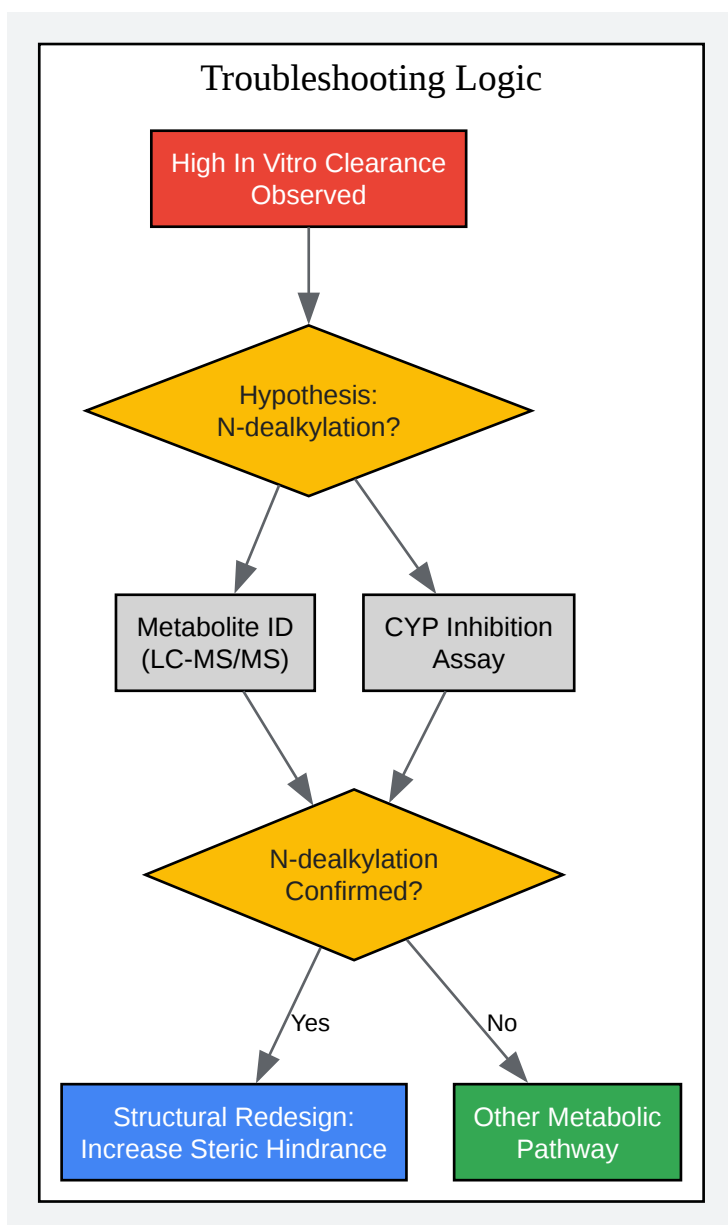 Troubleshooting Logic
High In Vitro Clearance
Observed
Hypothesis:
N-dealkylation?
Metabolite ID
(LC-MS/MS)
CYP Inhibition
Assay
N-dealkylation
Confirmed?
Yes
No
Structural Redesign:
Increase Steric Hindrance
Other Metabolic
Pathway